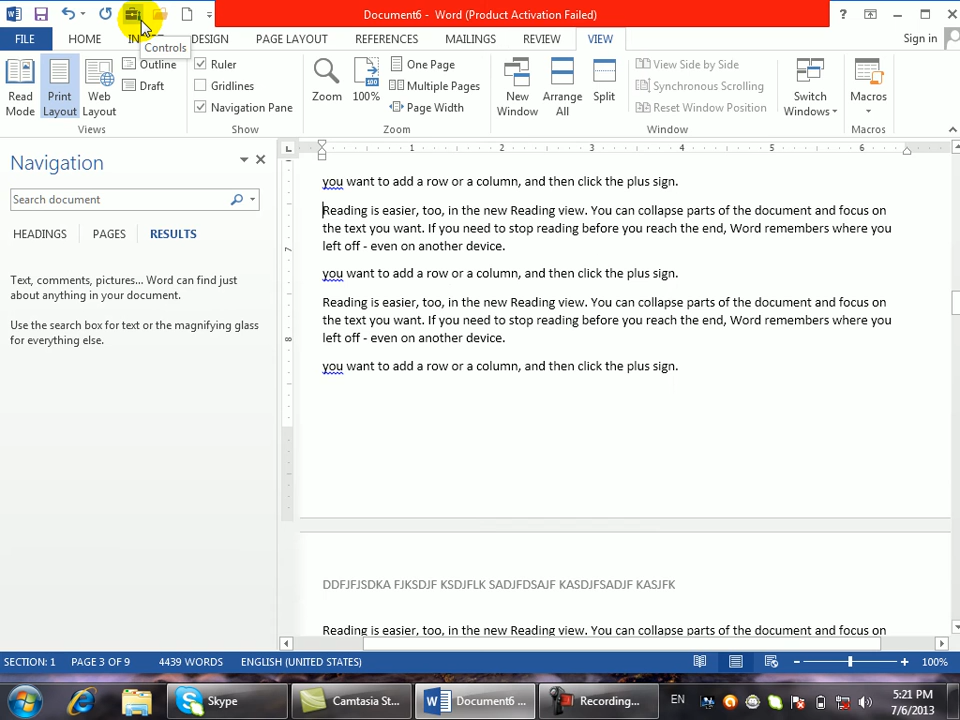 Document6 - Word (Product Activation Failed)
FILE HOME INS DESIGN PAGE LAYOUT REFERENCES MAILINGS REVIEW VIEW Sign in
Controls
Read Mode
Print Layout
Web Layout
Outline
Draft
Views
Ruler
Gridlines
Navigation Pane
Show
Zoom
100%
One Page
Multiple Pages
Page Width
Zoom
New Window
Arrange All
Split
View Side by Side
Synchronous Scrolling
Reset Window Position
Window
Switch Windows
Macros
Macros
Navigation
Search document
HEADINGS PAGES RESULTS
Text, comments, pictures... Word can find just
about anything in your document.
Use the search box for text or the magnifying glass
for everything else.
1 2 3 4 5 6
7
8
you want to add a row or a column, and then click the plus sign.
Reading is easier, too, in the new Reading view. You can collapse parts of the document and focus on
the text you want. If you need to stop reading before you reach the end, Word remembers where you
left off - even on another device.
you want to add a row or a column, and then click the plus sign.
Reading is easier, too, in the new Reading view. You can collapse parts of the document and focus on
the text you want. If you need to stop reading before you reach the end, Word remembers where you
left off - even on another device.
you want to add a row or a column, and then click the plus sign.
DDFJFJSDKA FJKSDJF KSDJFLK SADJFDSAJF KASDJFSADJF KASJFK
Reading is easier, too, in the new Reading view. You can collapse parts of the document and focus on
SECTION: 1 PAGE 3 OF 9 4439 WORDS ENGLISH (UNITED STATES) 100%
Skype Camtasia St... Document6 ... Recording... EN 5:21 PM
7/6/2013